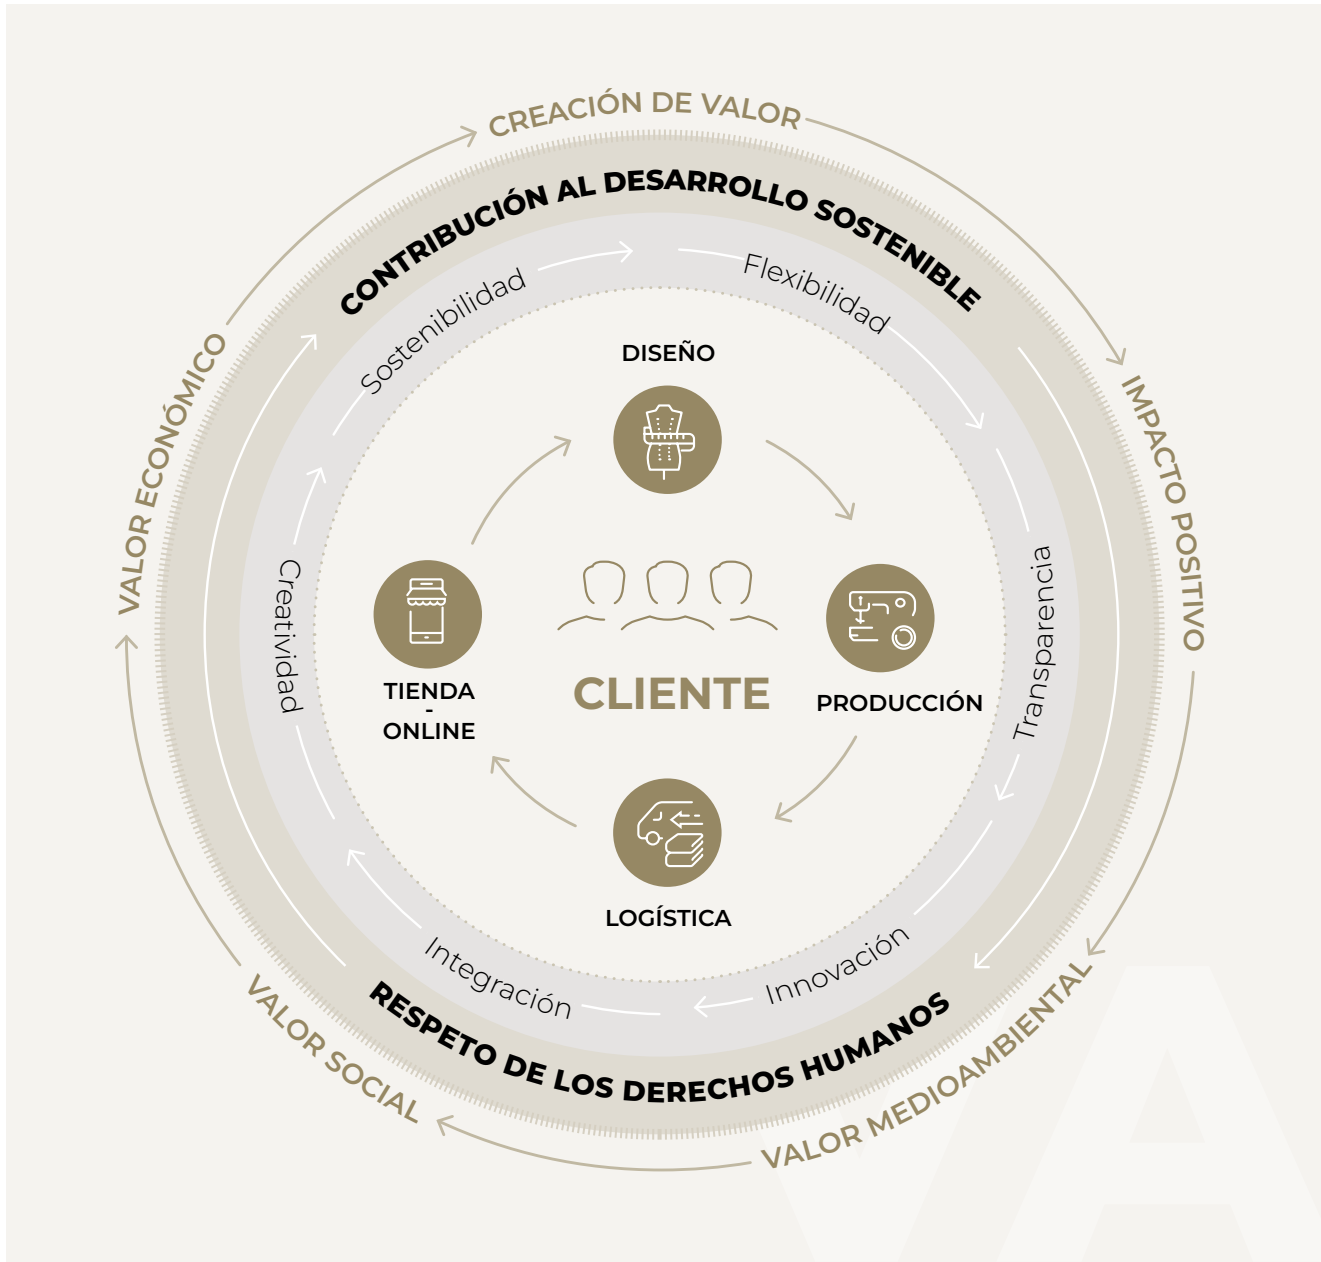 CREACIÓN DE VALOR
IMPACTO POSITIVO
VALOR MEDIOAMBIENTAL
VALOR SOCIAL
VALOR ECONÓMICO
CONTRIBUCIÓN AL DESARROLLO SOSTENIBLE
RESPETO DE LOS DERECHOS HUMANOS
Flexibilidad
Transparencia
Innovación
Integración
Creatividad
Sostenibilidad
DISEÑO
PRODUCCIÓN
LOGÍSTICA
TIENDA
-
ONLINE
CLIENTE
VA